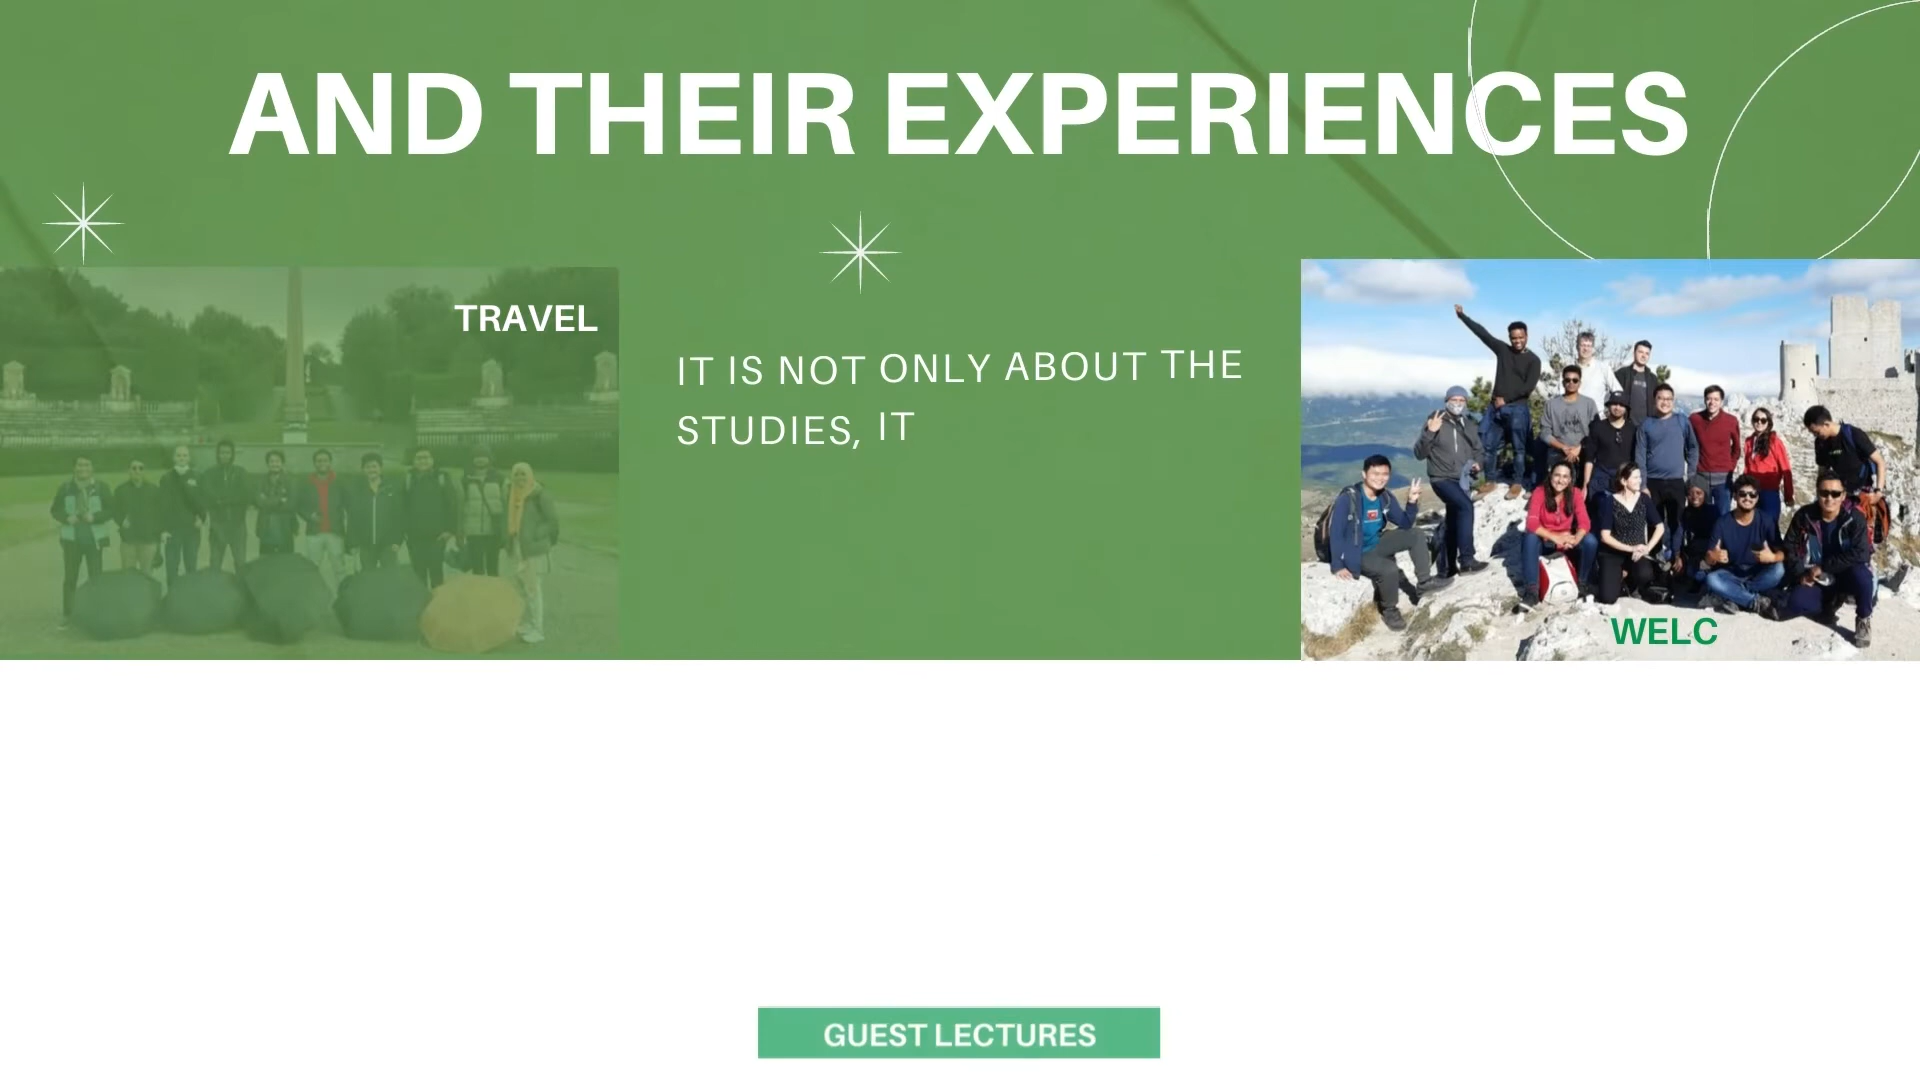 AND THEIR EXPERIENCES
TRAVEL
IT IS NOT ONLY ABOUT THE
STUDIES, IT
WELC
GUEST LECTURES